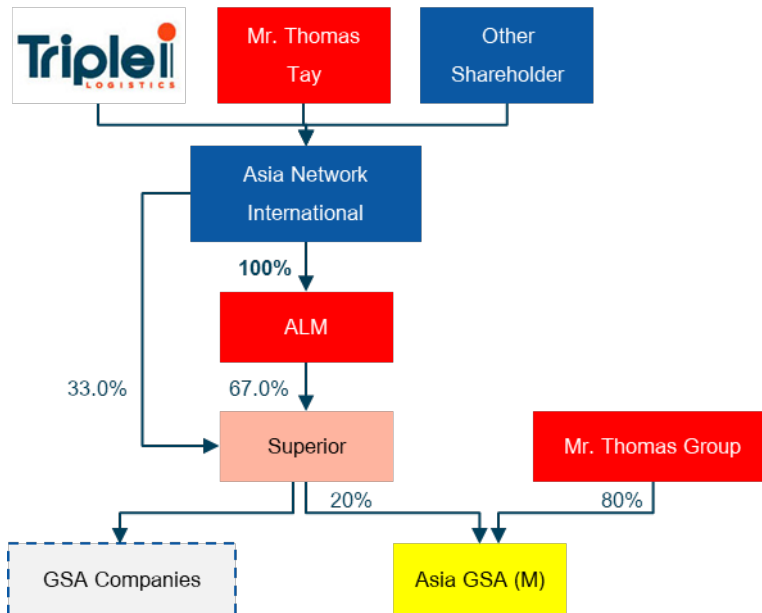 Tripleiii
LOGISTICS
Mr. Thomas
Tay
Other
Shareholder
Asia Network
International
100%
ALM
33.0%
67.0%
Superior
Mr. Thomas Group
20%
80%
GSA Companies
Asia GSA (M)